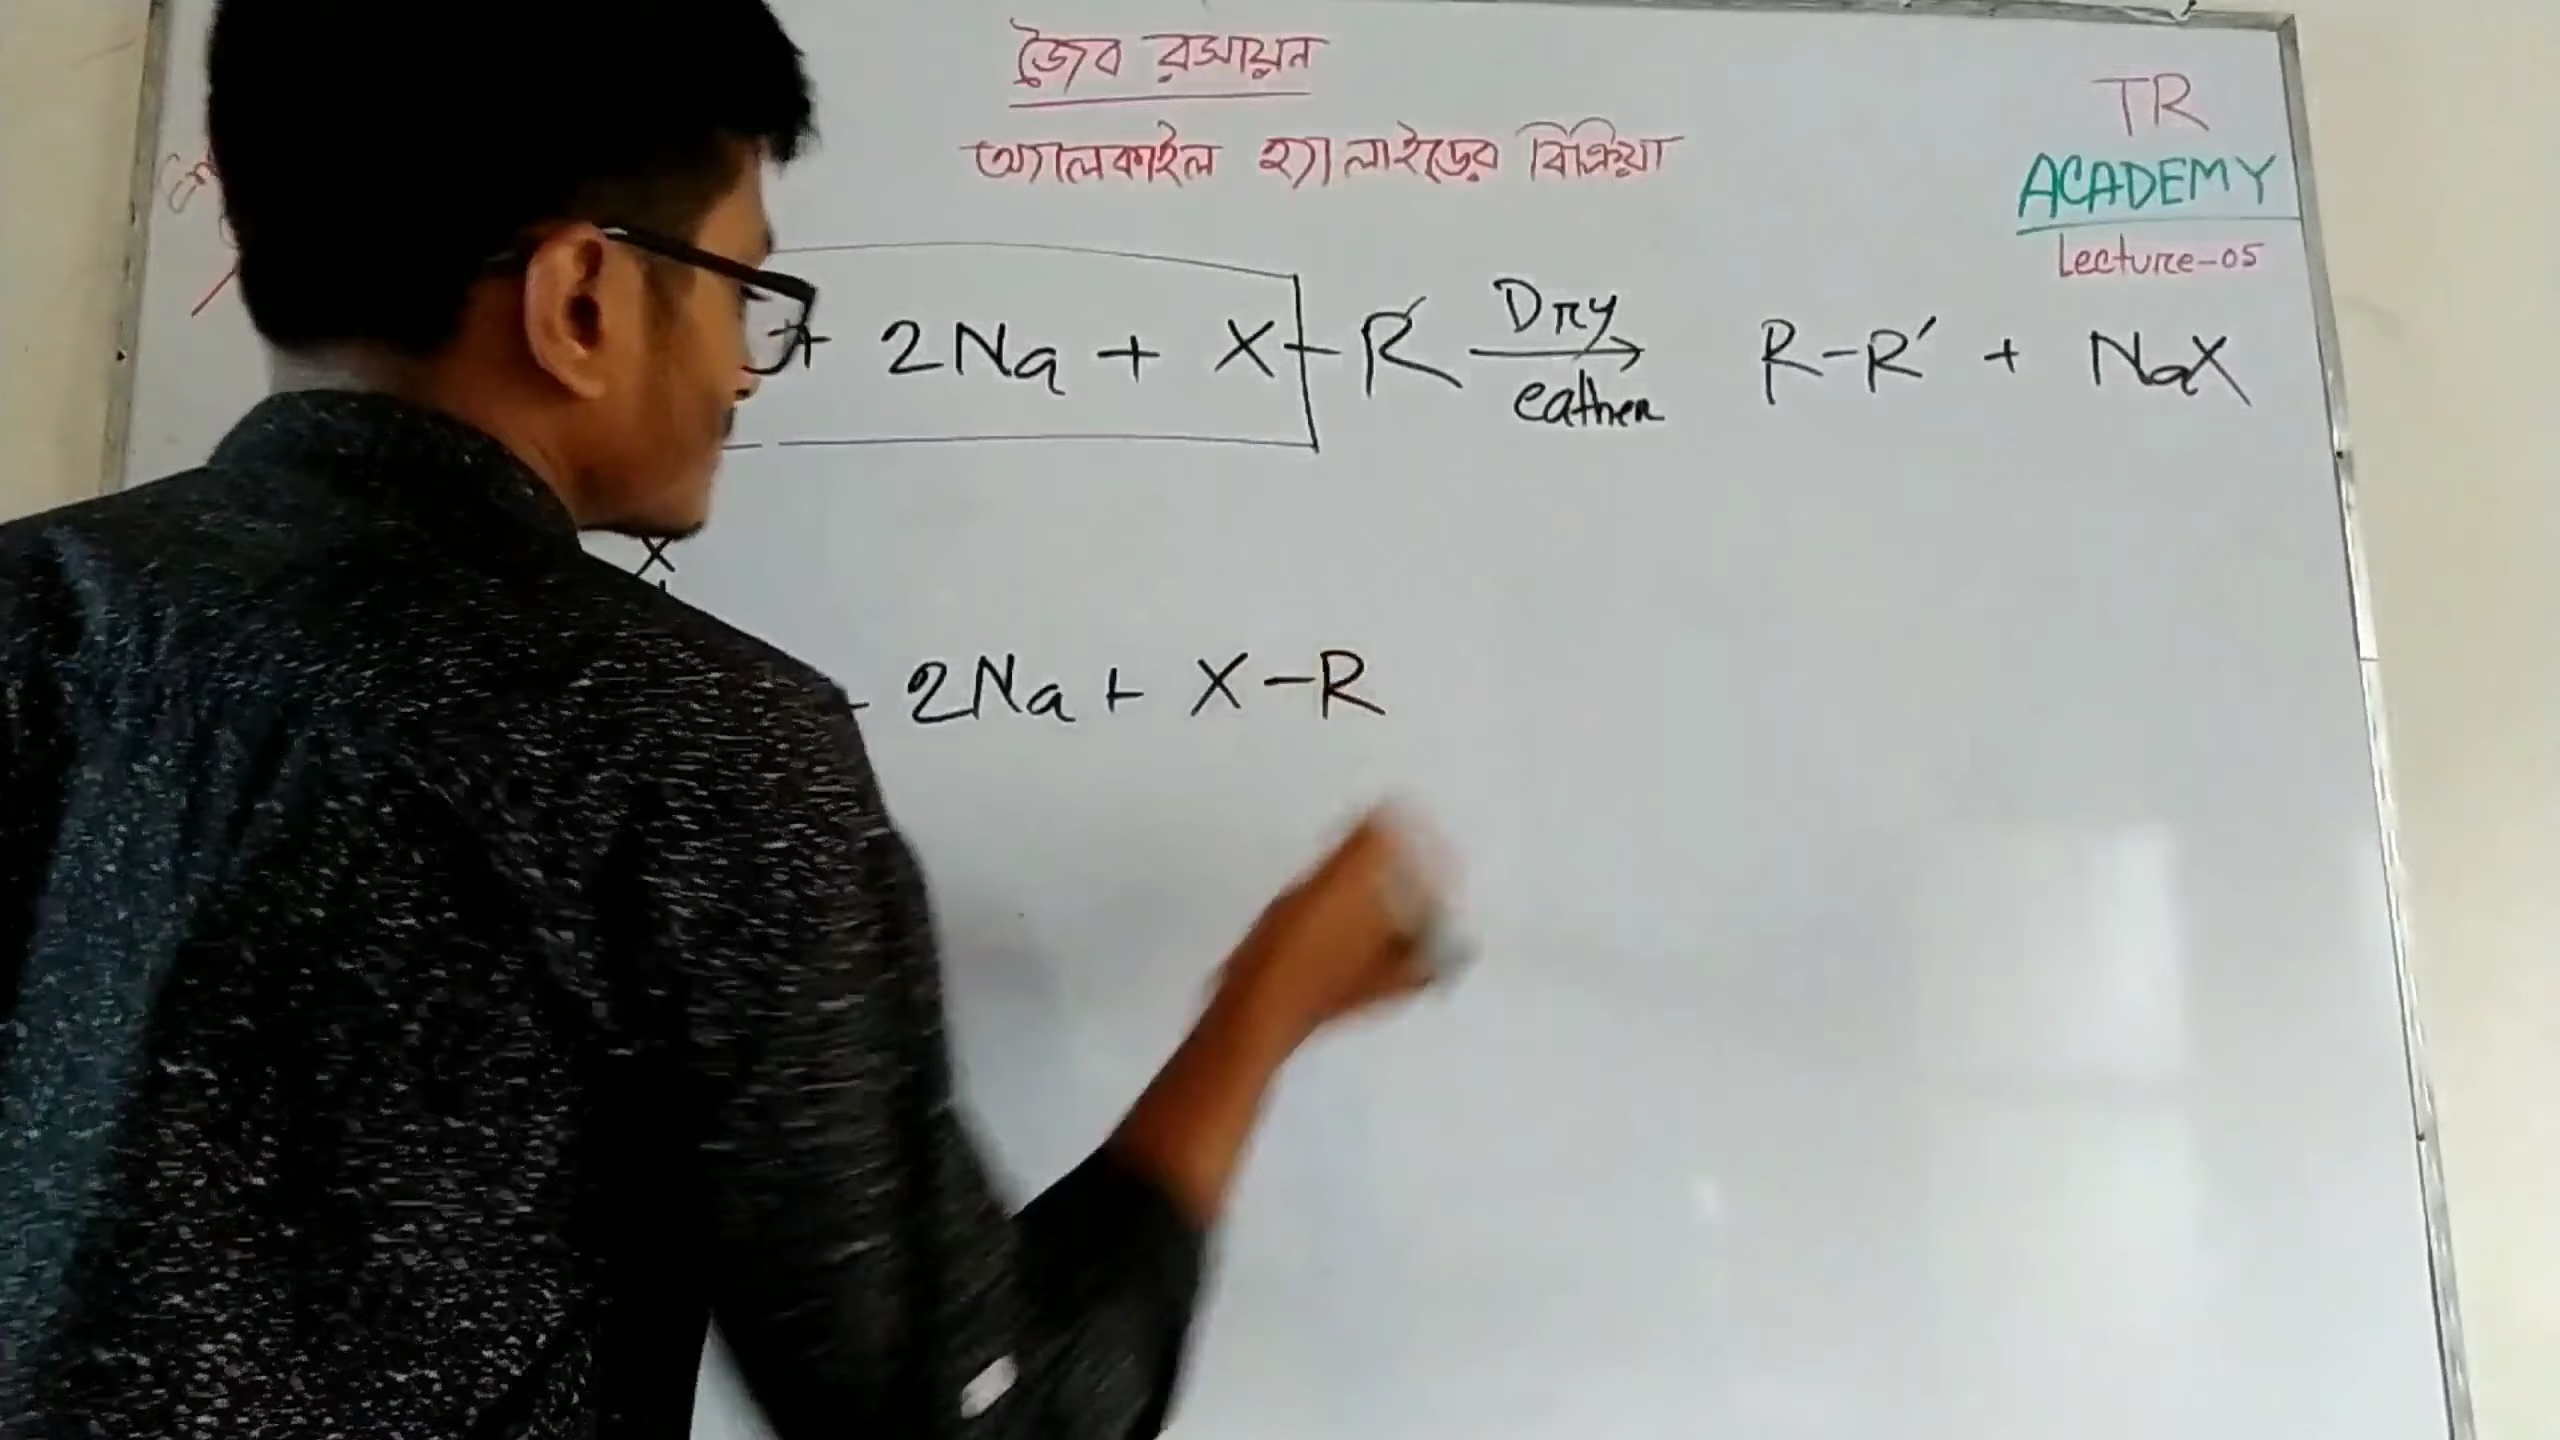 জৈব রসায়ন
অ্যালকাইল হ্যালাইডের বিক্রিয়া
TR
ACADEMY
Lecture-05
+ 2Na + X-R′ Dry eather → R-R′ + NaX
X
2Na + X-R